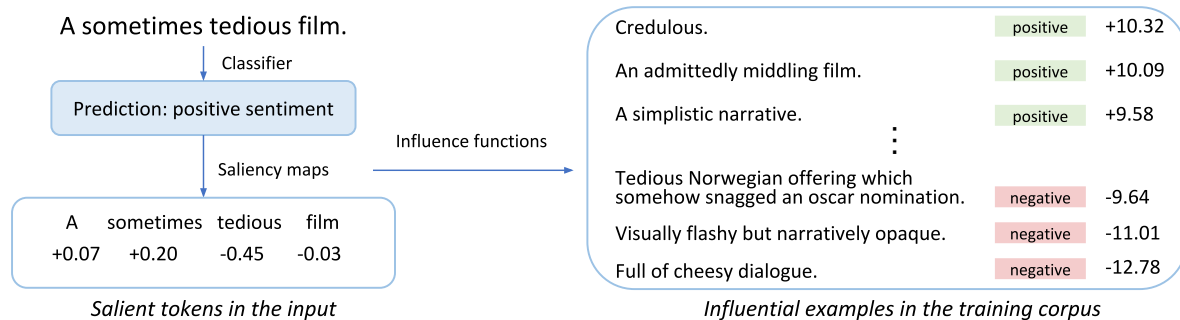 A sometimes tedious film.
Classifier
Prediction: positive sentiment
Saliency maps
A sometimes tedious film
+0.07 +0.20 -0.45 -0.03
Salient tokens in the input
Influence functions
Credulous. positive +10.32
An admittedly middling film. positive +10.09
A simplistic narrative. positive +9.58
⋮
Tedious Norwegian offering which
somehow snagged an oscar nomination. negative -9.64
Visually flashy but narratively opaque. negative -11.01
Full of cheesy dialogue. negative -12.78
Influential examples in the training corpus